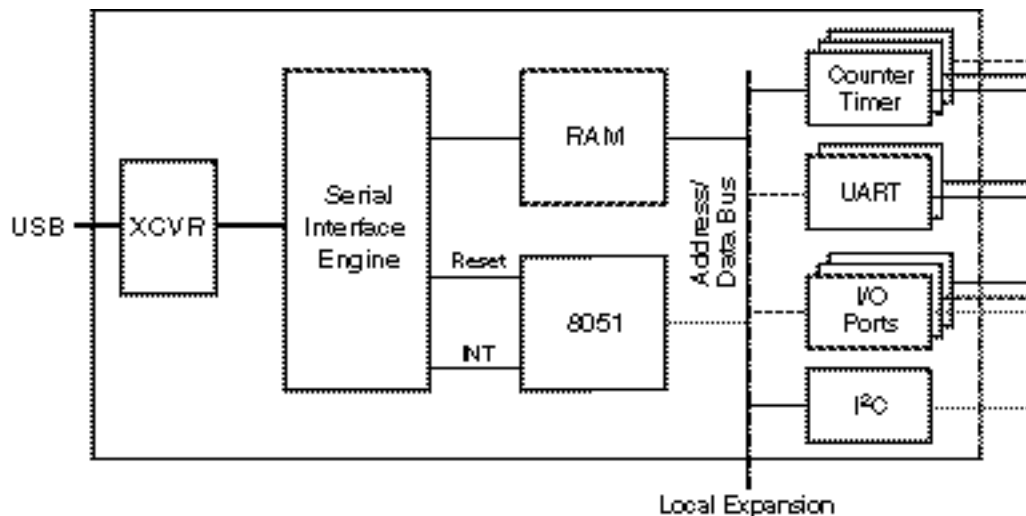 USB
XCVR
Serial
Interface
Engine
RAM
Reset
8051
INT
Address/
Data Bus
Counter
Timer
UART
I/O
Ports
I²C
Local Expansion